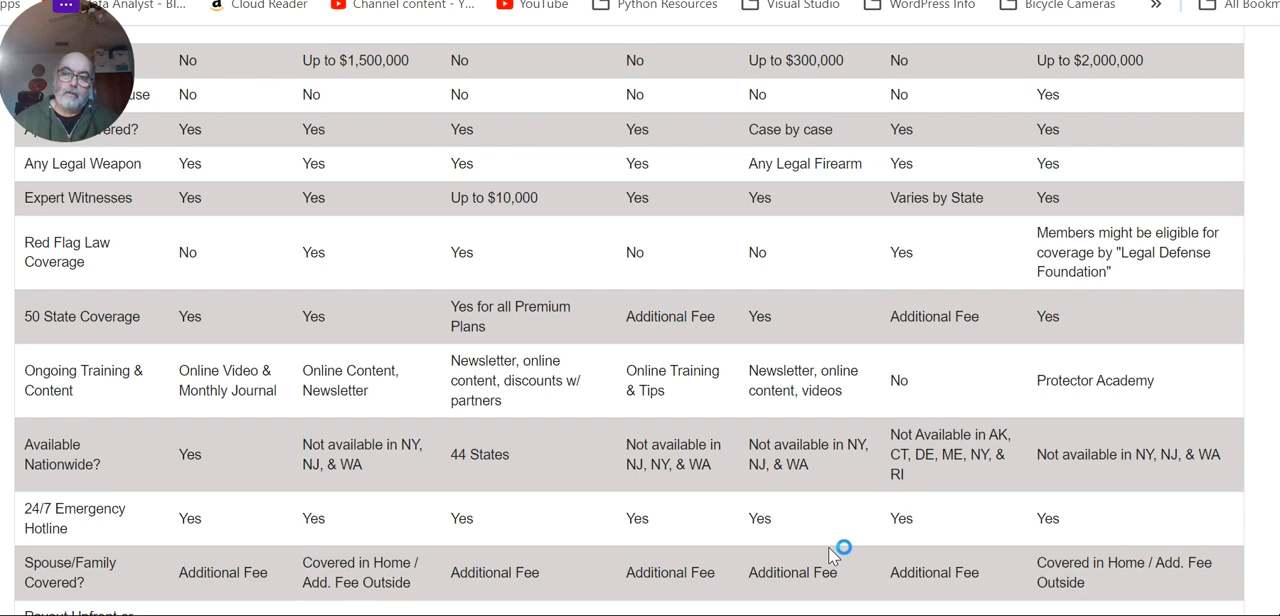 pps
ata Analyst - Bl...
Cloud Reader
Channel content - Y...
YouTube
Python Resources
Visual Studio
WordPress Info
Bicycle Cameras
»
All Bookm
No
Up to $1,500,000
No
No
Up to $300,000
No
Up to $2,000,000
use
No
No
No
No
No
No
Yes
ered?
Yes
Yes
Yes
Yes
Case by case
Yes
Yes
Any Legal Weapon
Yes
Yes
Yes
Yes
Any Legal Firearm
Yes
Yes
Expert Witnesses
Yes
Yes
Up to $10,000
Yes
Yes
Varies by State
Yes
Red Flag Law
Coverage
No
Yes
Yes
No
No
Yes
Members might be eligible for
coverage by "Legal Defense
Foundation"
50 State Coverage
Yes
Yes
Yes for all Premium
Plans
Additional Fee
Yes
Additional Fee
Yes
Ongoing Training &
Content
Online Video &
Monthly Journal
Online Content,
Newsletter
Newsletter, online
content, discounts w/
partners
Online Training
& Tips
Newsletter, online
content, videos
No
Protector Academy
Available
Nationwide?
Yes
Not available in NY,
NJ, & WA
44 States
Not available in
NJ, NY, & WA
Not available in NY,
NJ, & WA
Not Available in AK,
CT, DE, ME, NY, &
RI
Not available in NY, NJ, & WA
24/7 Emergency
Hotline
Yes
Yes
Yes
Yes
Yes
Yes
Yes
Spouse/Family
Covered?
Additional Fee
Covered in Home /
Add. Fee Outside
Additional Fee
Additional Fee
Additional Fee
Additional Fee
Covered in Home / Add. Fee
Outside